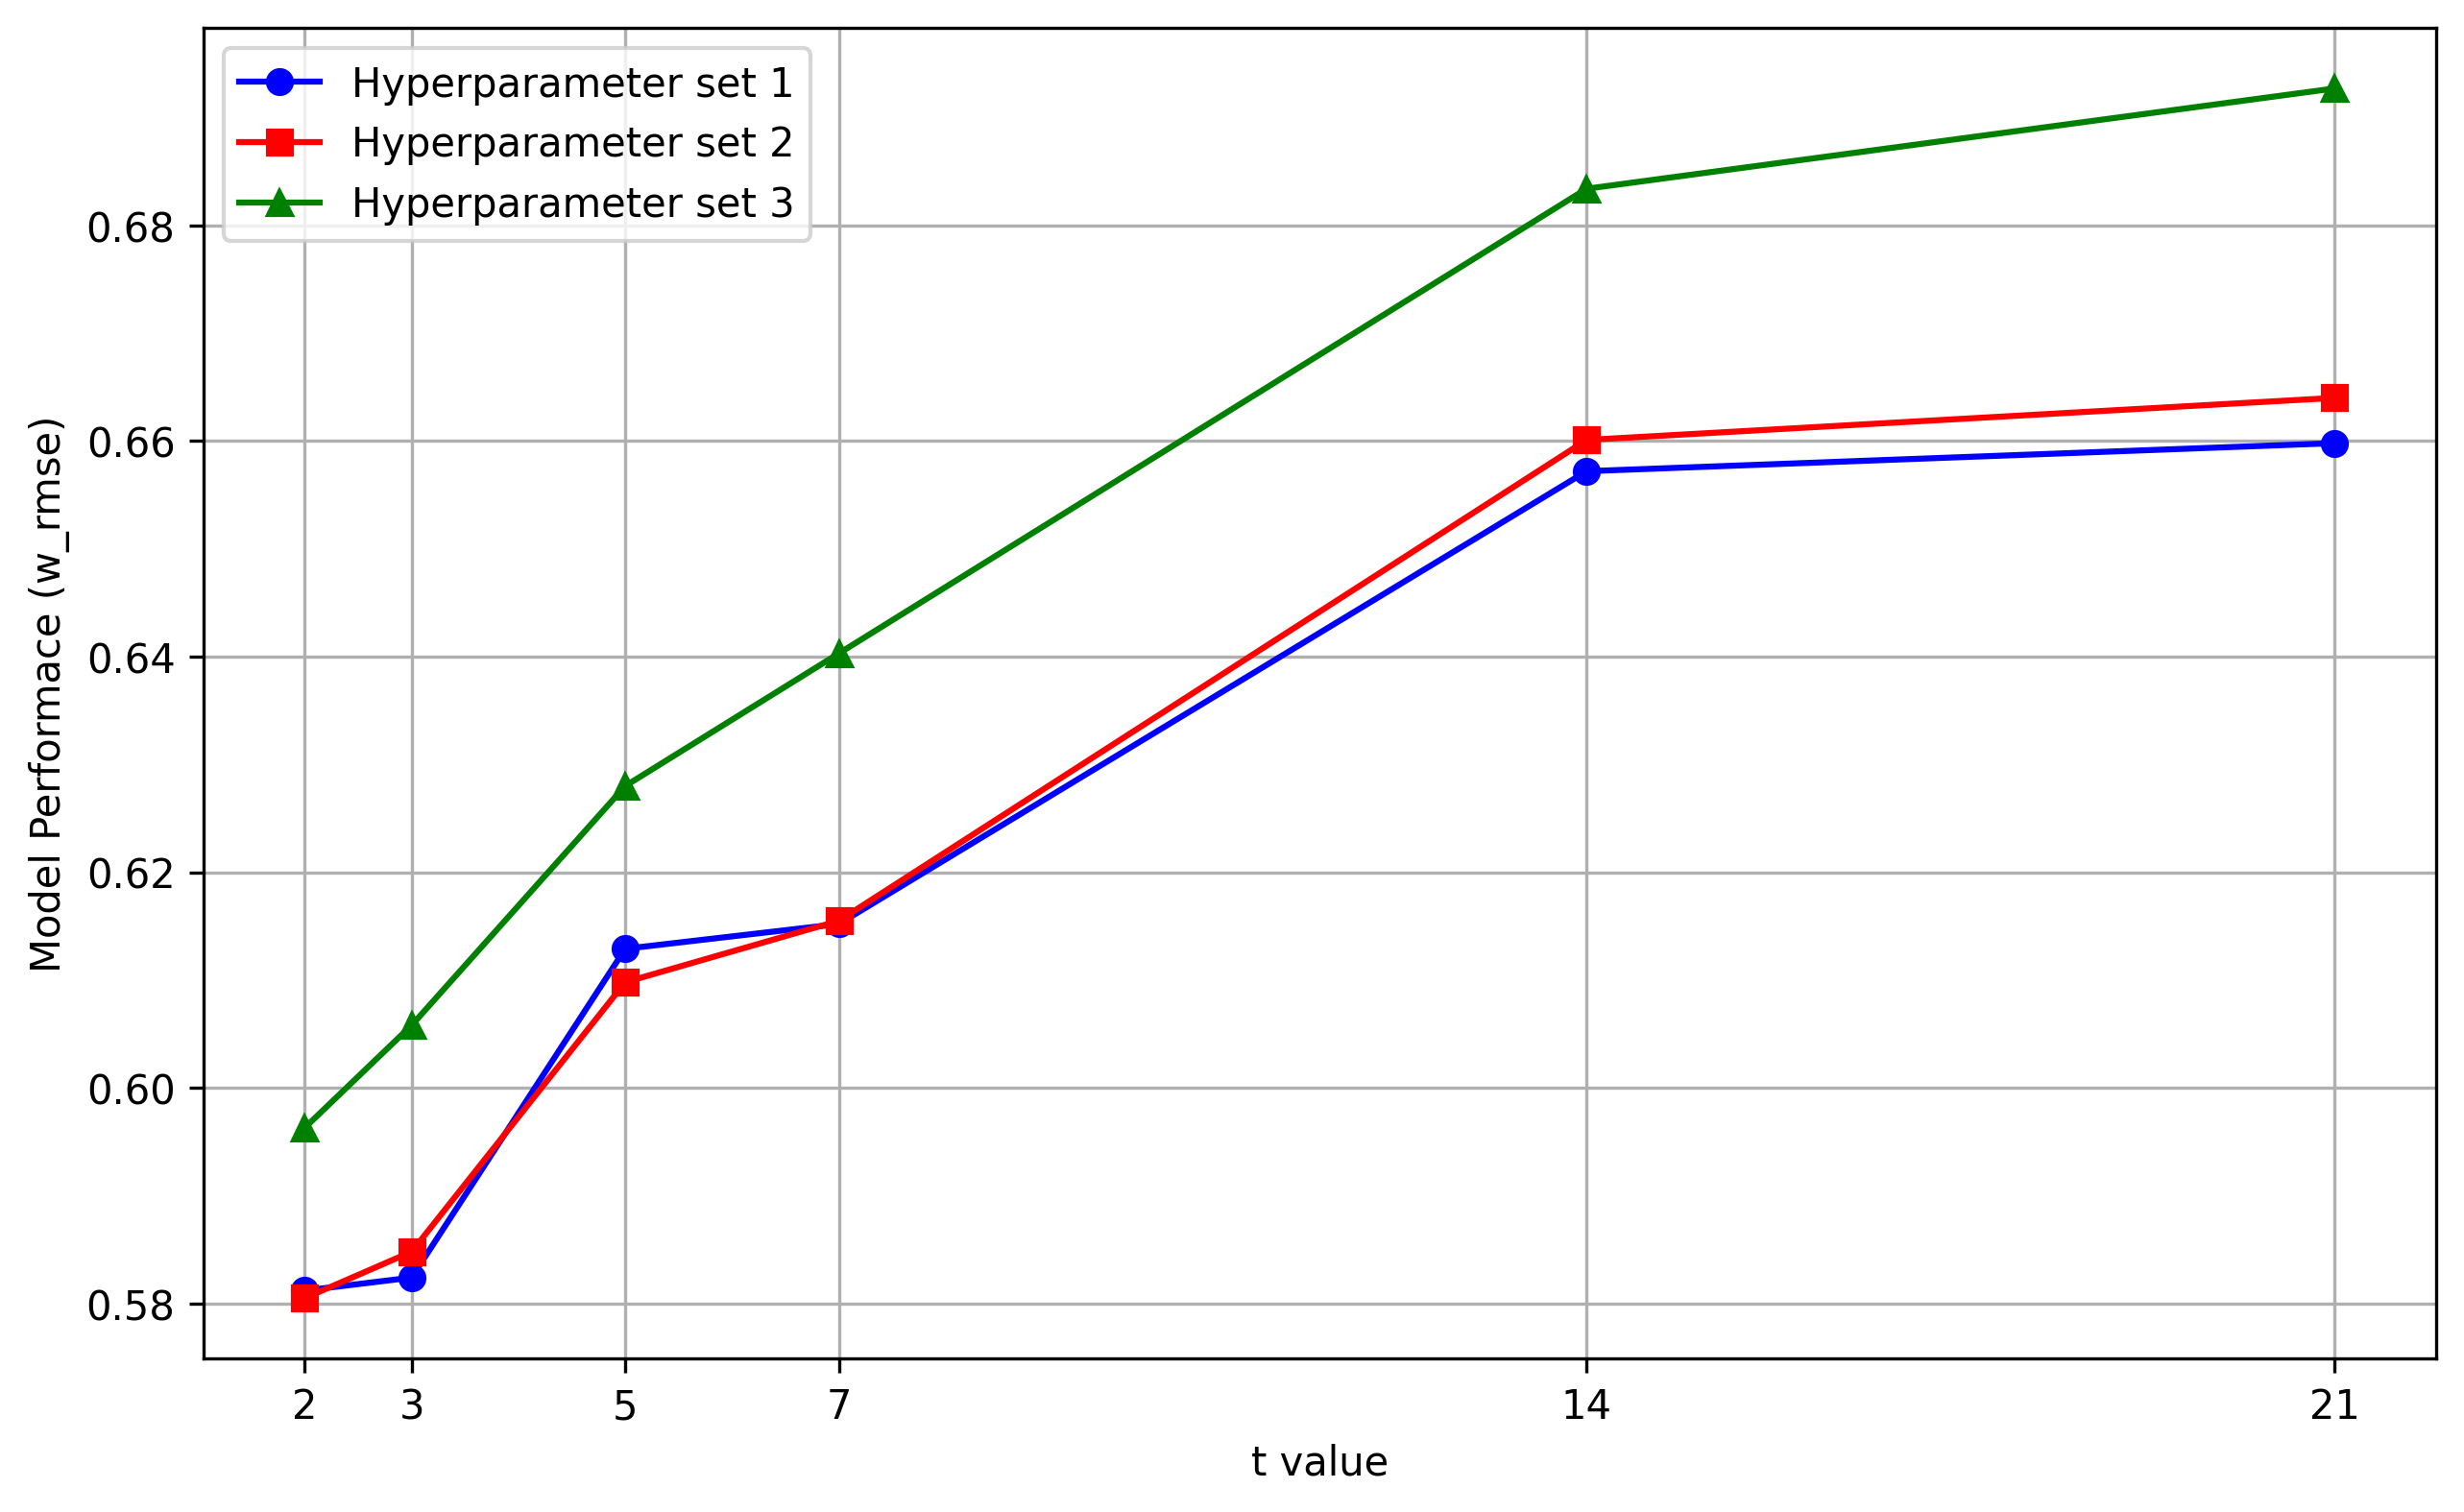 Hyperparameter set 1
Hyperparameter set 2
Hyperparameter set 3
Model Performace (w_rmse)
0.68
0.66
0.64
0.62
0.60
0.58
2 3 5 7 14 21
t value